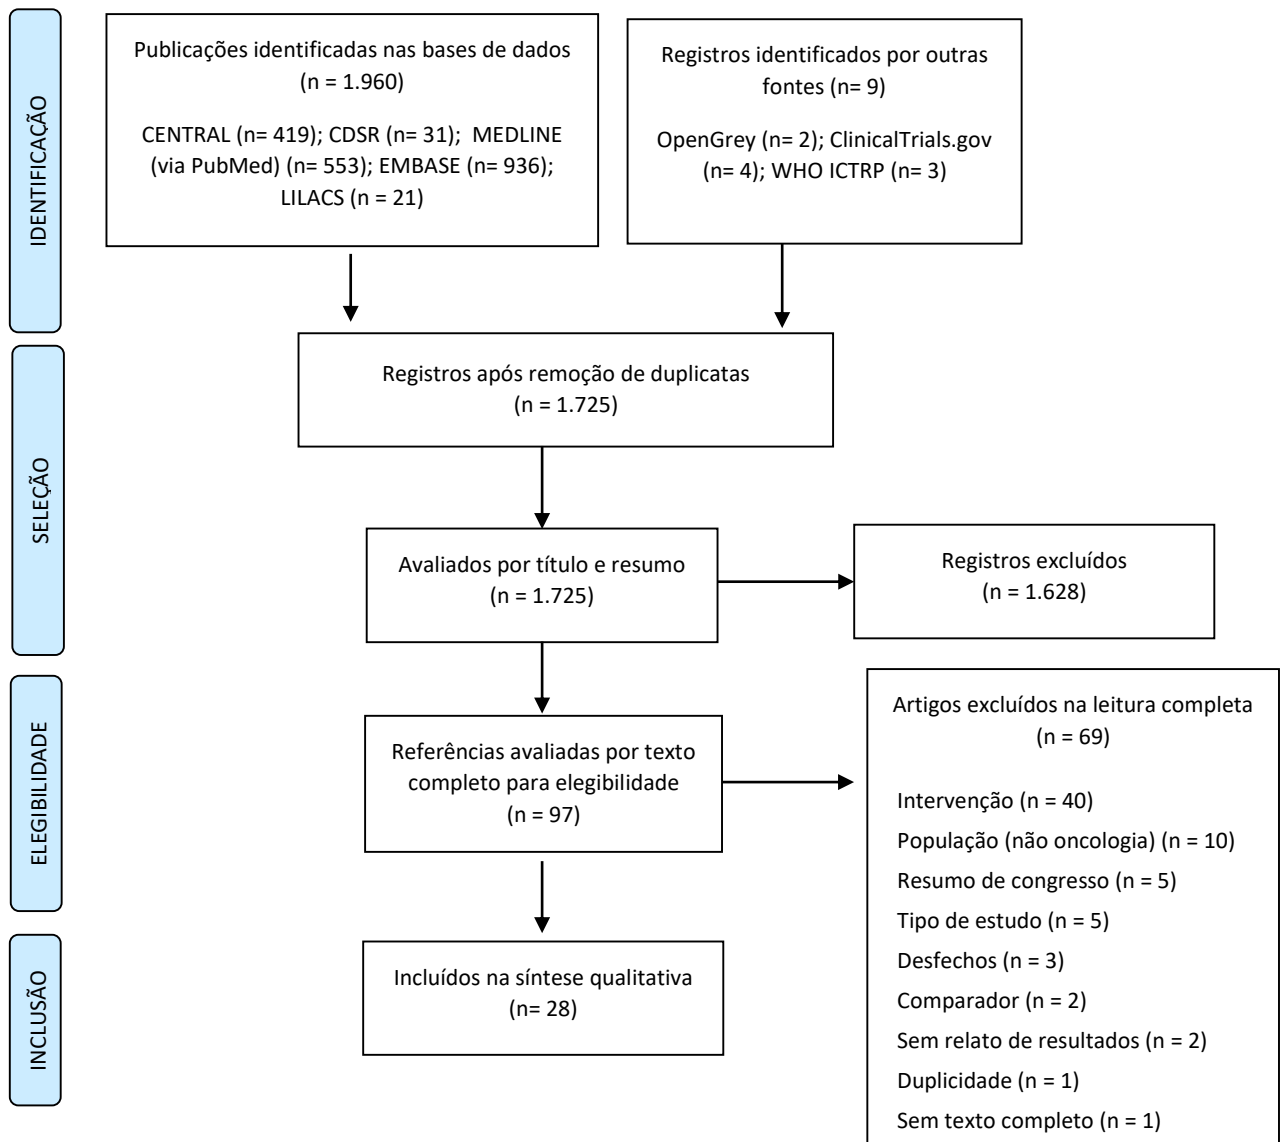 IDENTIFICAÇÃO
Publicações identificadas nas bases de dados
(n = 1.960)
CENTRAL (n= 419); CDSR (n= 31);  MEDLINE
(via PubMed) (n= 553); EMBASE (n= 936);
LILACS (n = 21)
Registros identificados por outras
fontes (n= 9)
OpenGrey (n= 2); ClinicalTrials.gov
(n= 4); WHO ICTRP (n= 3)
SELEÇÃO
Registros após remoção de duplicatas
(n = 1.725)
Avaliados por título e resumo
(n = 1.725)
Registros excluídos
(n = 1.628)
ELEGIBILIDADE
Referências avaliadas por texto
completo para elegibilidade
(n = 97)
Artigos excluídos na leitura completa
(n = 69)
Intervenção (n = 40)
População (não oncologia) (n = 10)
Resumo de congresso (n = 5)
Tipo de estudo (n = 5)
Desfechos (n = 3)
Comparador (n = 2)
Sem relato de resultados (n = 2)
Duplicidade (n = 1)
Sem texto completo (n = 1)
INCLUSÃO
Incluídos na síntese qualitativa
(n= 28)